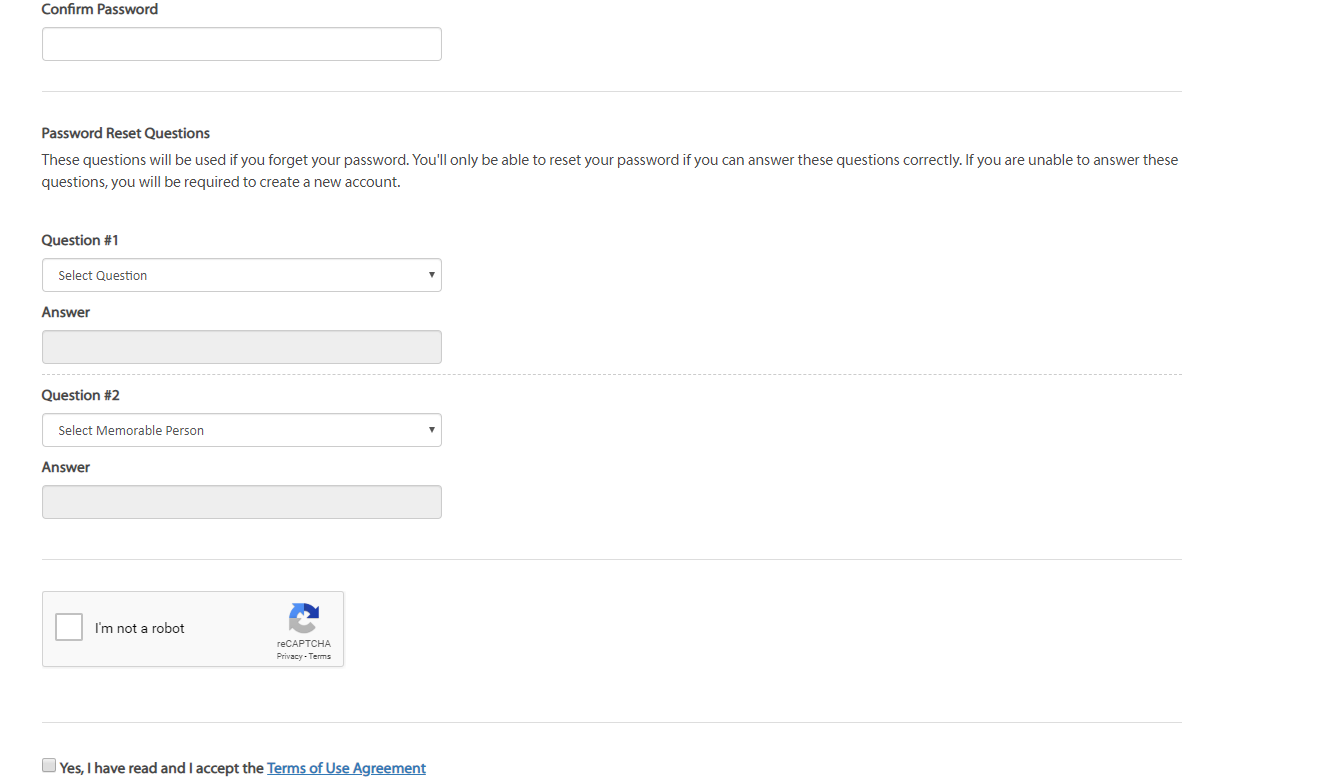 Confirm Password
Password Reset Questions
These questions will be used if you forget your password. You'll only be able to reset your password if you can answer these questions correctly. If you are unable to answer these
questions, you will be required to create a new account.
Question #1
Select Question
Answer
Question #2
Select Memorable Person
Answer
I'm not a robot
reCAPTCHA
Privacy - Terms
Yes, I have read and I accept the Terms of Use Agreement